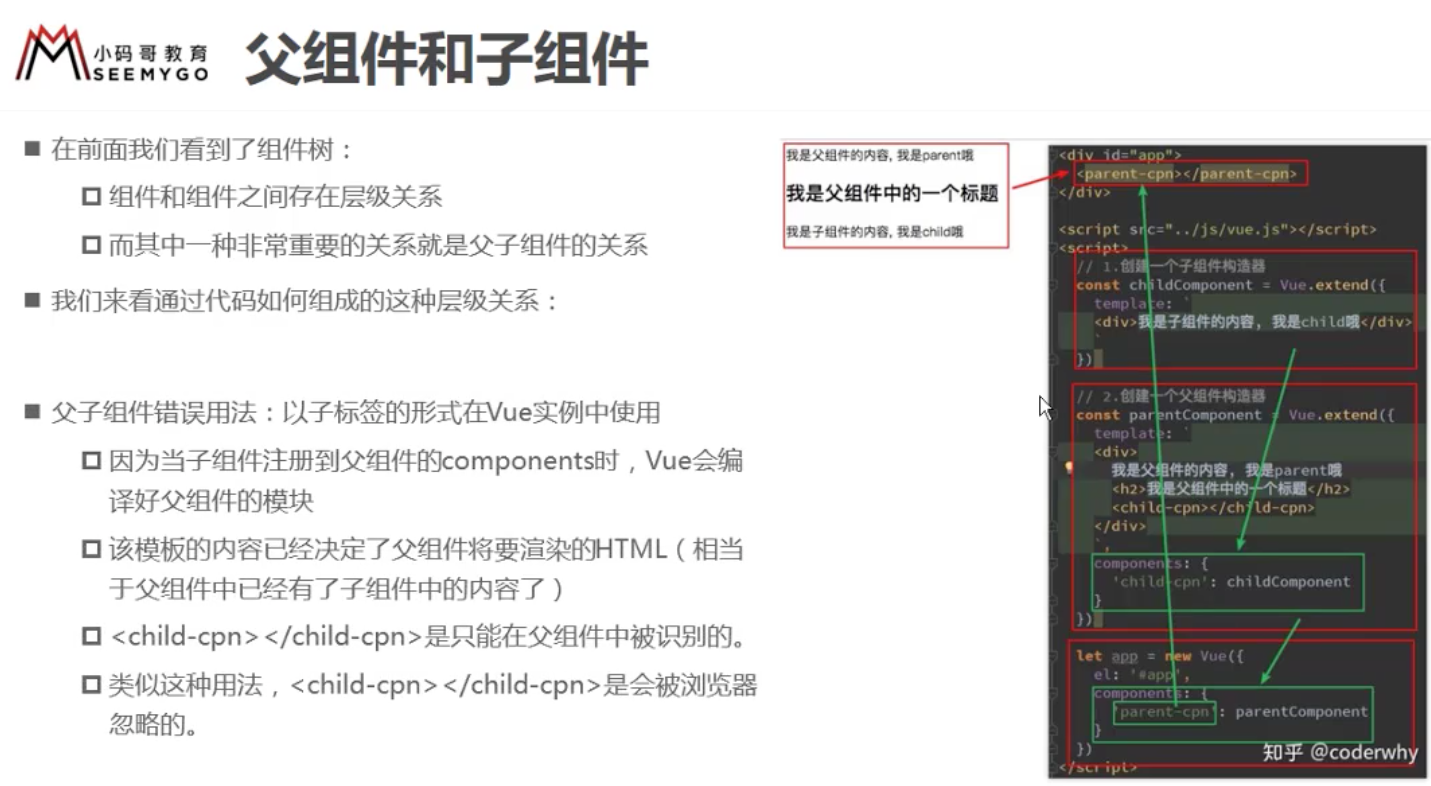 小码哥教育
SEEMYGO
父组件和子组件
在前面我们看到了组件树：
组件和组件之间存在层级关系
而其中一种非常重要的关系就是父子组件的关系
我们来看通过代码如何组成的这种层级关系：
父子组件错误用法：以子标签的形式在Vue实例中使用
因为当子组件注册到父组件的components时，Vue会编
译好父组件的模块
该模板的内容已经决定了父组件将要渲染的HTML（相当
于父组件中已经有了子组件中的内容了）
<child-cpn></child-cpn>是只能在父组件中被识别的。
类似这种用法，<child-cpn></child-cpn>是会被浏览器
忽略的。
我是父组件的内容, 我是parent哦
我是父组件中的一个标题
我是子组件的内容, 我是child哦
<div id="app">
<parent-cpn></parent-cpn>
</div>
<script src="../js/vue.js"></script>
<script>
// 1.创建一个子组件构造器
const childComponent = Vue.extend({
template: `
<div>我是子组件的内容, 我是child哦</div>
`
})
// 2.创建一个父组件构造器
const parentComponent = Vue.extend({
template: `
<div>
我是父组件的内容, 我是parent哦
<h2>我是父组件中的一个标题</h2>
<child-cpn></child-cpn>
</div>
`,
components: {
'child-cpn': childComponent
}
})
let app = new Vue({
el: '#app',
components: {
'parent-cpn': parentComponent
}
})
</script>
知乎 @coderwhy